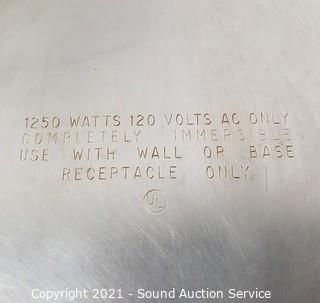 1250 WATTS 120 VOLTS AC ONLY
COMPLETELY IMMERSIBLE
USE WITH WALL OR BASE
RECEPTACLE ONLY
UL
Copyright 2021 - Sound Auction Service